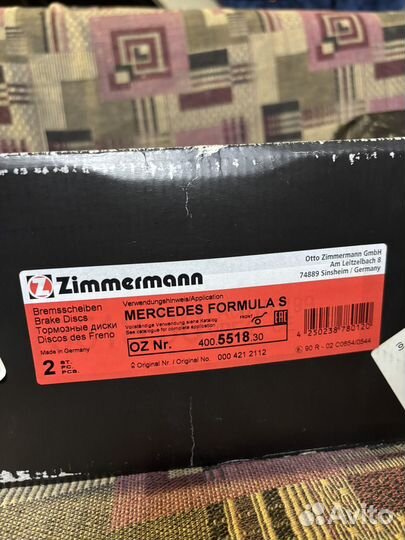 Otto Zimmermann GmbH
Am Leitzelbach 8
74889 Sinsheim / Germany
Zimmermann
Bremsscheiben
Brake Discs
Тормозные диски
Discos del Freno
Made in Germany
2 ST.
PC.
PCS.
Verwendungshinweis/Application
MERCEDES FORMULA S
Vollständige Verwendung siehe Katalog
See catalogue for complete application
FRONT
EAC
OZ Nr. 400.5518.30
Original Nr. / Original No. 000 421 2112
4 250238 780120
90 R - 02 C0654/0544
Avito